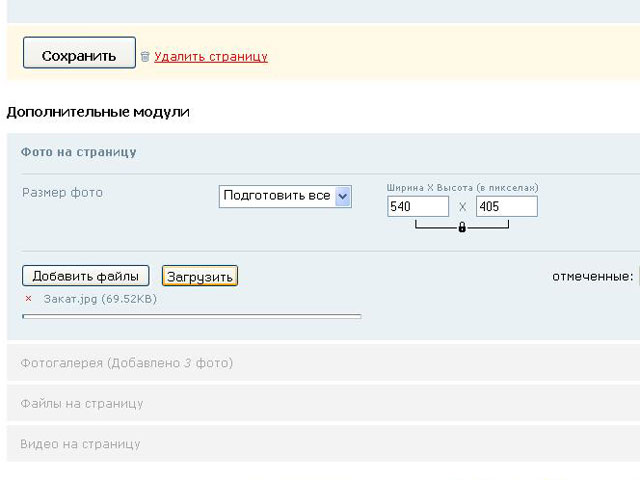 Сохранить Удалить страницу
Дополнительные модули
Фото на страницу
Ширина X Высота (в пикселах)
Размер фото Подготовить все 540 X 405
Добавить файлы Загрузить отмеченные:
× Закат.jpg (69.52KB)
Фотогалерея (Добавлено 3 фото)
Файлы на страницу
Видео на страницу